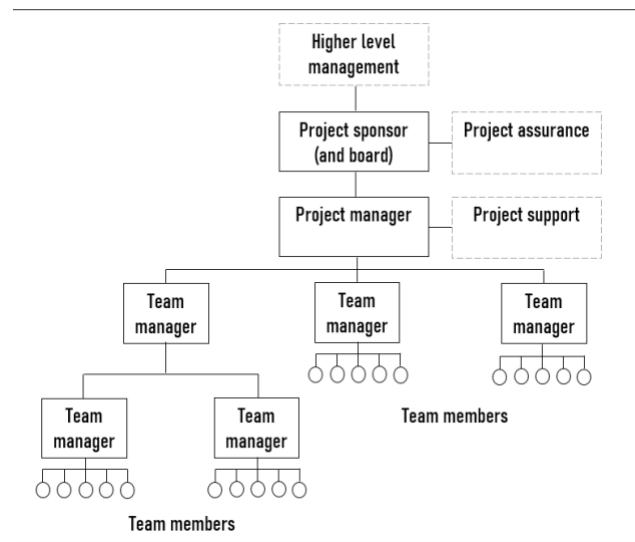 Higher level
management
Project sponsor
(and board)
Project assurance
Project manager
Project support
Team
manager
Team
manager
Team
manager
Team
manager
Team
manager
Team members
Team members